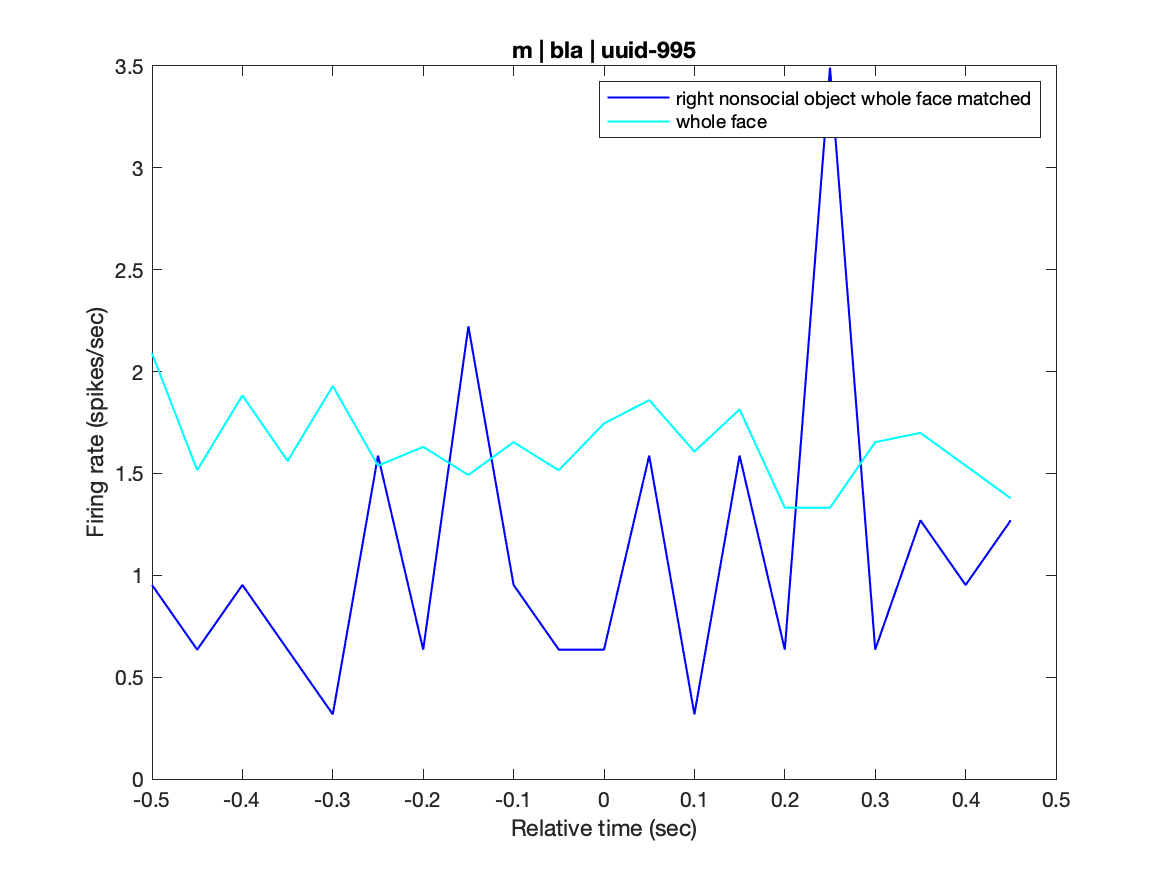 m | bla | uuid-995
right nonsocial object whole face matched
whole face
Firing rate (spikes/sec)
3.5
3
2.5
2
1.5
1
0.5
0
-0.5 -0.4 -0.3 -0.2 -0.1 0 0.1 0.2 0.3 0.4 0.5
Relative time (sec)